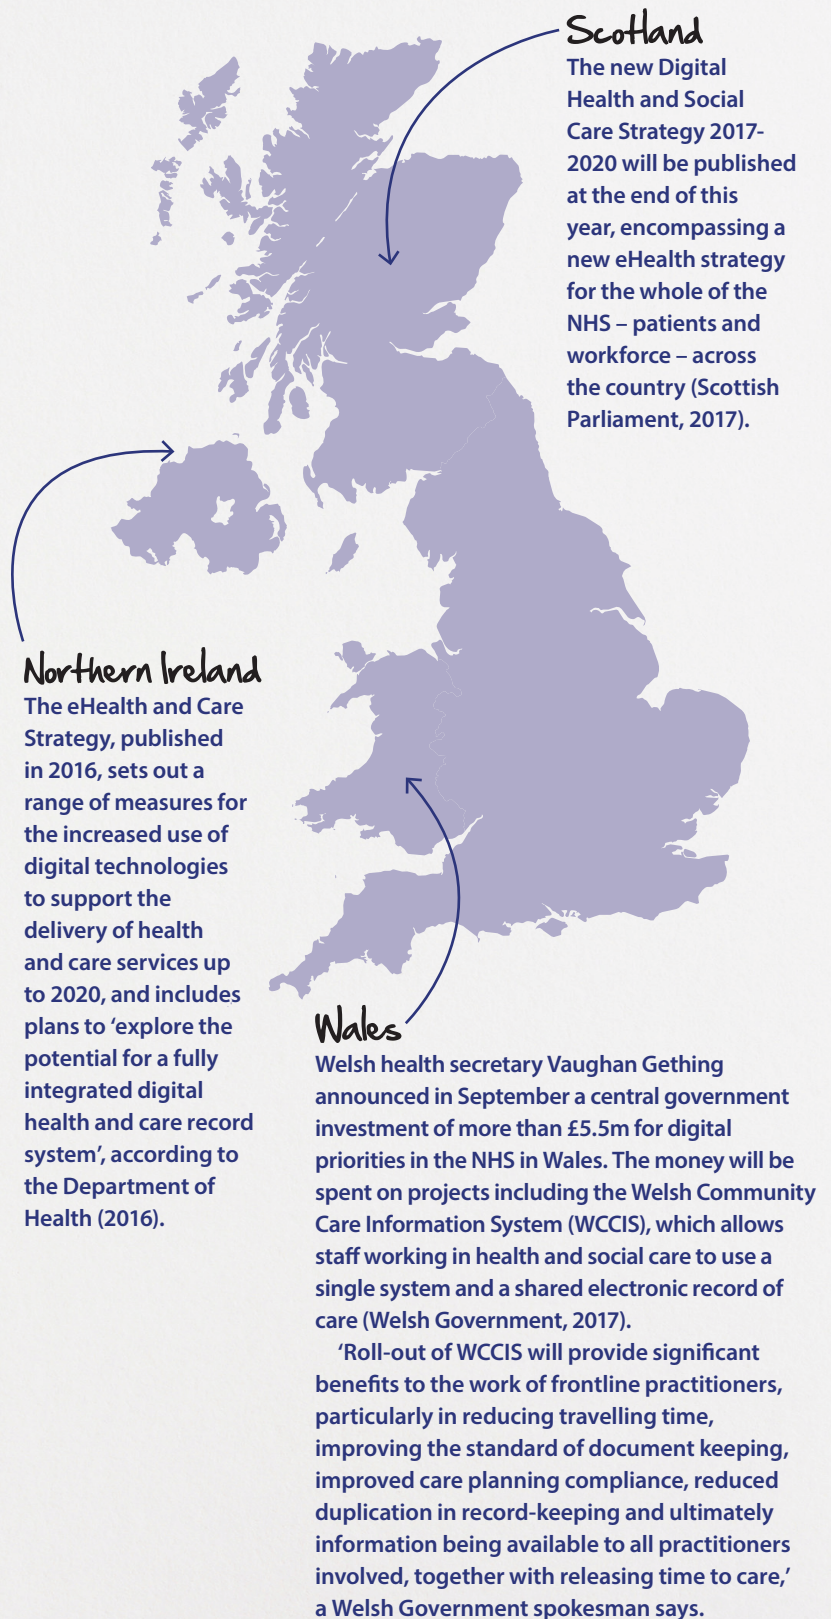 Scotland
The new Digital
Health and Social
Care Strategy 2017-
2020 will be published
at the end of this
year, encompassing a
new eHealth strategy
for the whole of the
NHS – patients and
workforce – across
the country (Scottish
Parliament, 2017).
Northern Ireland
The eHealth and Care
Strategy, published
in 2016, sets out a
range of measures for
the increased use of
digital technologies
to support the
delivery of health
and care services up
to 2020, and includes
plans to ‘explore the
potential for a fully
integrated digital
health and care record
system’, according to
the Department of
Health (2016).
Wales
Welsh health secretary Vaughan Gething
announced in September a central government
investment of more than £5.5m for digital
priorities in the NHS in Wales. The money will be
spent on projects including the Welsh Community
Care Information System (WCCIS), which allows
staff working in health and social care to use a
single system and a shared electronic record of
care (Welsh Government, 2017).
‘Roll-out of WCCIS will provide significant
benefits to the work of frontline practitioners,
particularly in reducing travelling time,
improving the standard of document keeping,
improved care planning compliance, reduced
duplication in record-keeping and ultimately
information being available to all practitioners
involved, together with releasing time to care,’
a Welsh Government spokesman says.